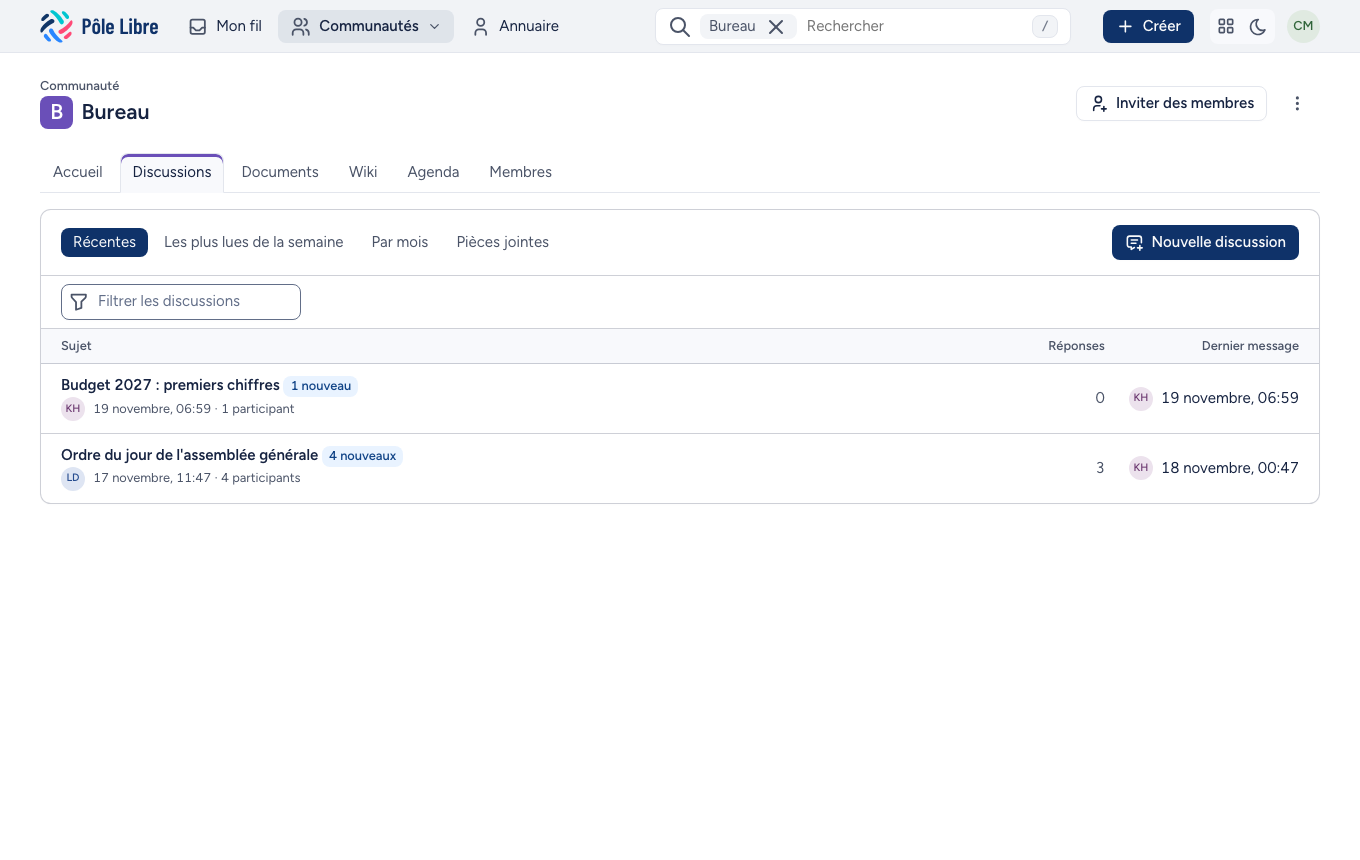 Pôle Libre Mon fil Communautés Annuaire Bureau Rechercher / Créer CM
Communauté
B Bureau
Inviter des membres
Accueil Discussions Documents Wiki Agenda Membres
Récentes Les plus lues de la semaine Par mois Pièces jointes Nouvelle discussion
Filtrer les discussions
Sujet Réponses Dernier message
Budget 2027 : premiers chiffres 1 nouveau
KH 19 novembre, 06:59 · 1 participant
0 KH 19 novembre, 06:59
Ordre du jour de l'assemblée générale 4 nouveaux
LD 17 novembre, 11:47 · 4 participants
3 KH 18 novembre, 00:47